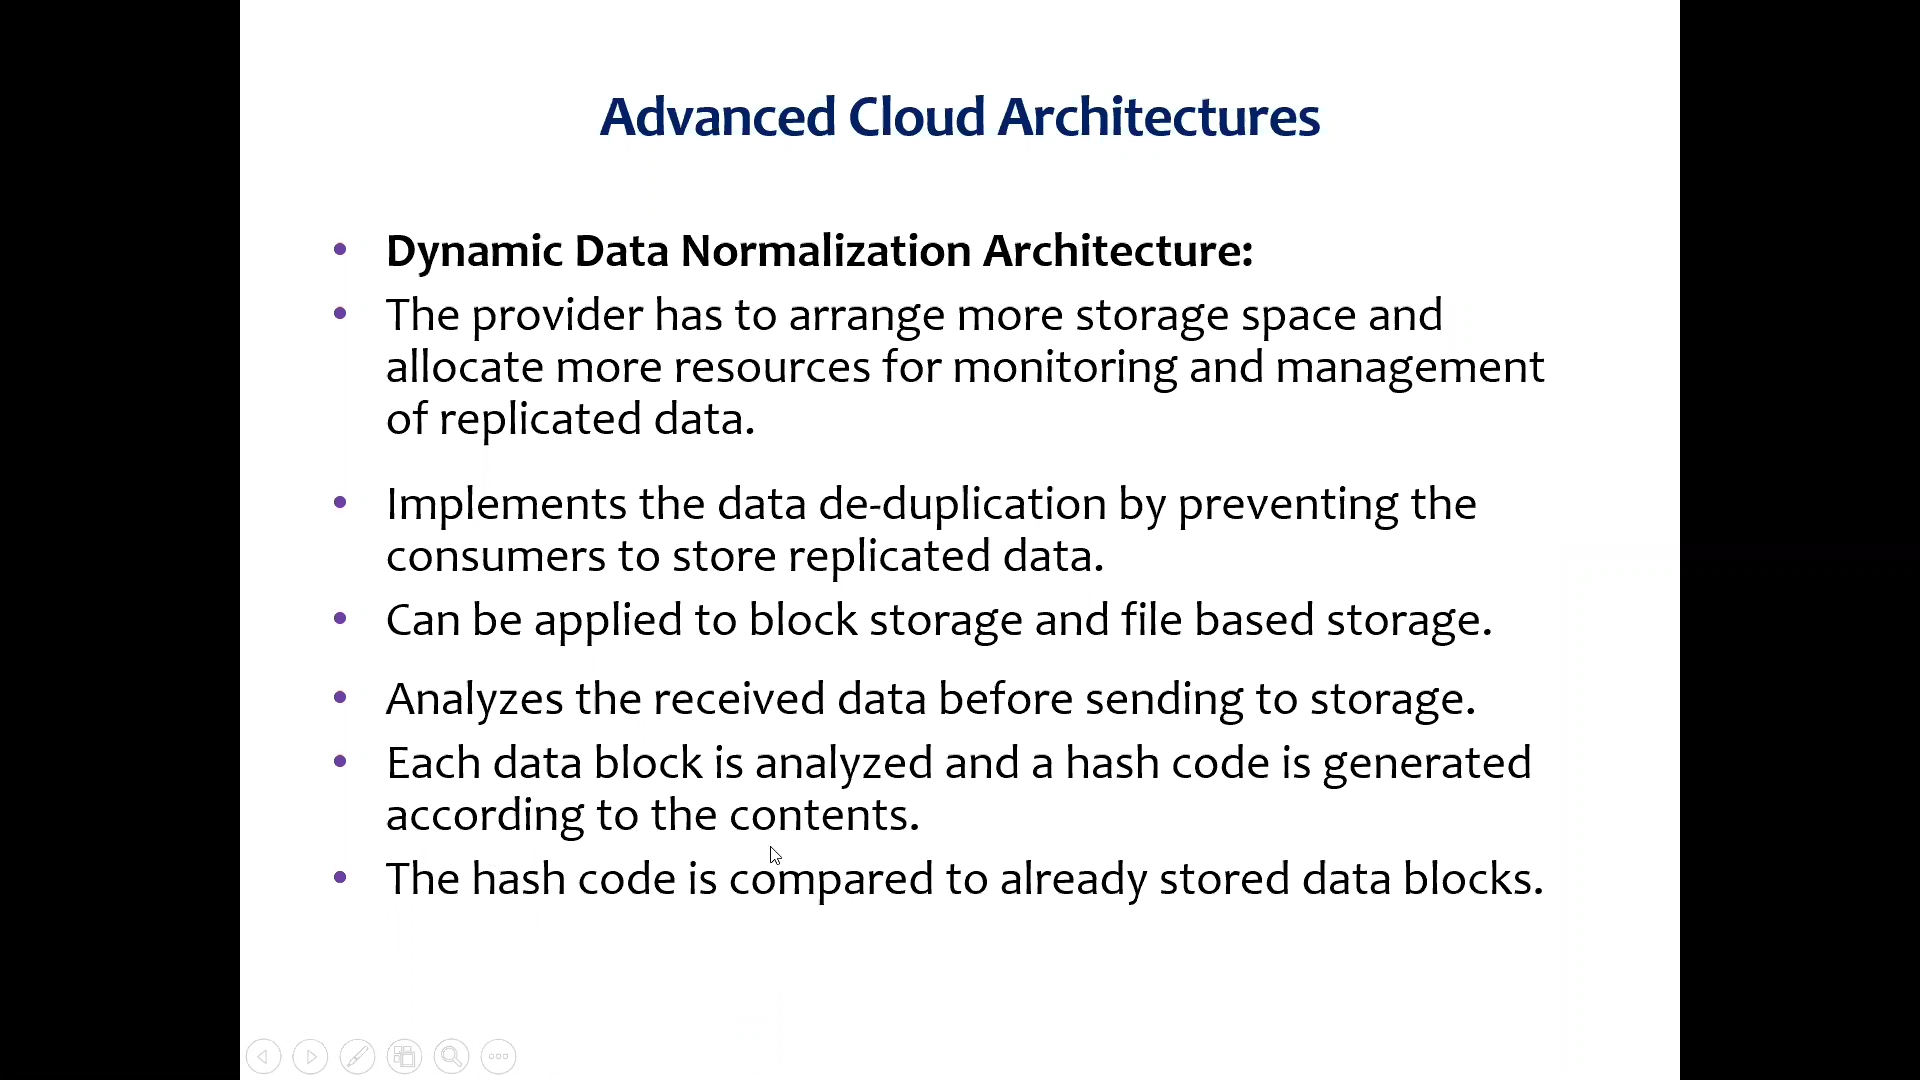 Advanced Cloud Architectures
• Dynamic Data Normalization Architecture:
• The provider has to arrange more storage space and
allocate more resources for monitoring and management
of replicated data.
• Implements the data de-duplication by preventing the
consumers to store replicated data.
• Can be applied to block storage and file based storage.
• Analyzes the received data before sending to storage.
• Each data block is analyzed and a hash code is generated
according to the contents.
• The hash code is compared to already stored data blocks.